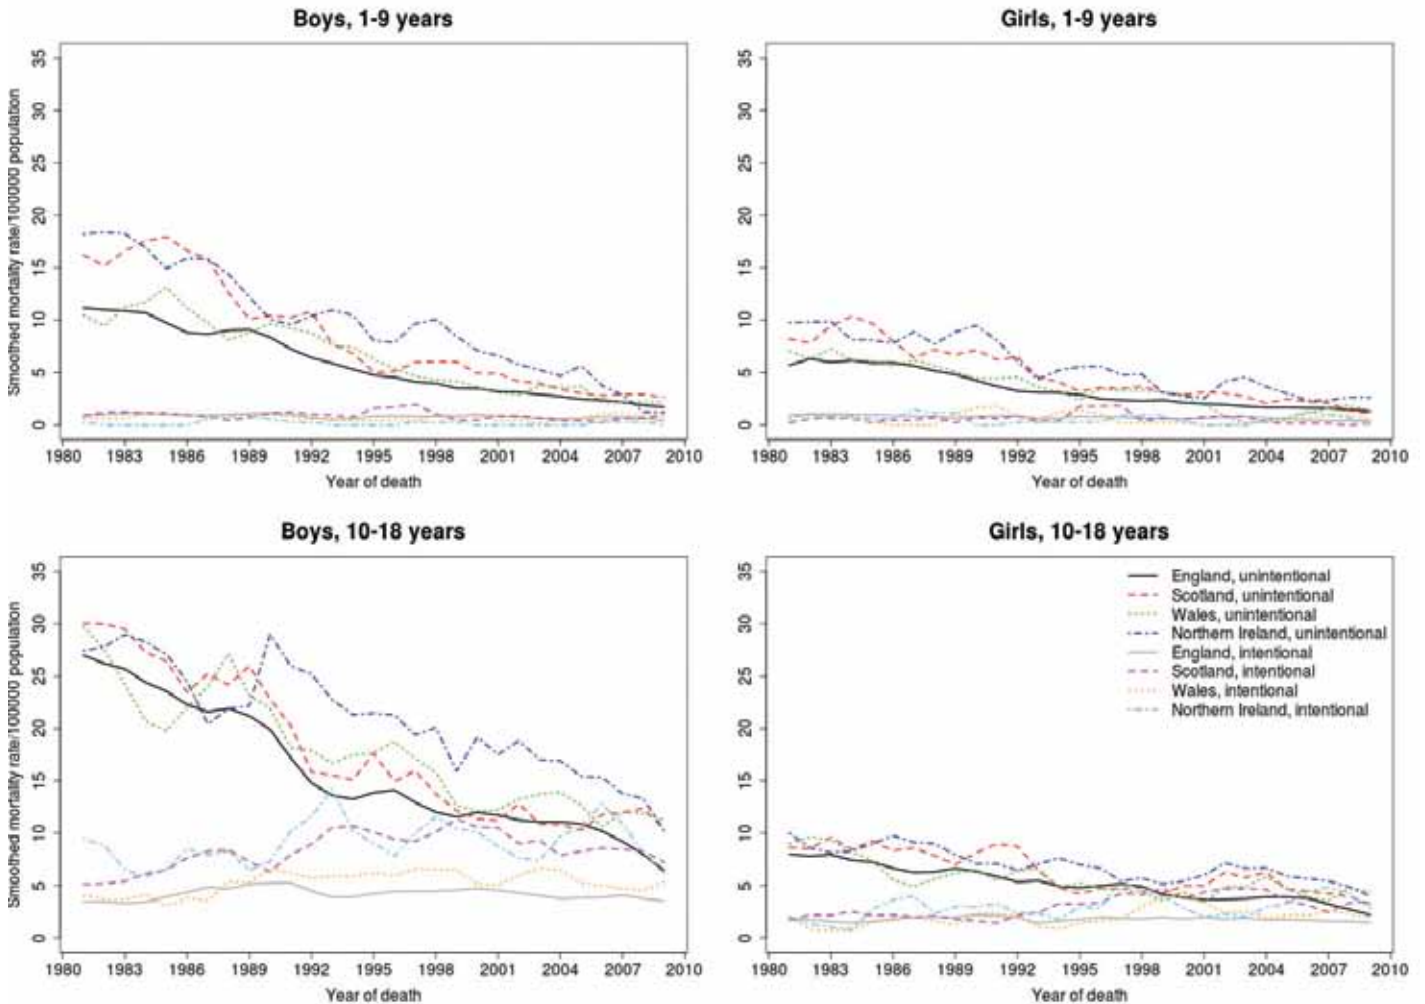 Boys, 1-9 years
Smoothed mortality rate/100000 population
35
30
25
20
15
10
5
0
1980 1983 1986 1989 1992 1995 1998 2001 2004 2007 2010
Year of death
Girls, 1-9 years
35
30
25
20
15
10
5
0
1980 1983 1986 1989 1992 1995 1998 2001 2004 2007 2010
Year of death
Boys, 10-18 years
Smoothed mortality rate/100000 population
35
30
25
20
15
10
5
0
1980 1983 1986 1989 1992 1995 1998 2001 2004 2007 2010
Year of death
Girls, 10-18 years
35
30
25
20
15
10
5
0
England, unintentional
Scotland, unintentional
Wales, unintentional
Northern Ireland, unintentional
England, intentional
Scotland, intentional
Wales, intentional
Northern Ireland, intentional
1980 1983 1986 1989 1992 1995 1998 2001 2004 2007 2010
Year of death